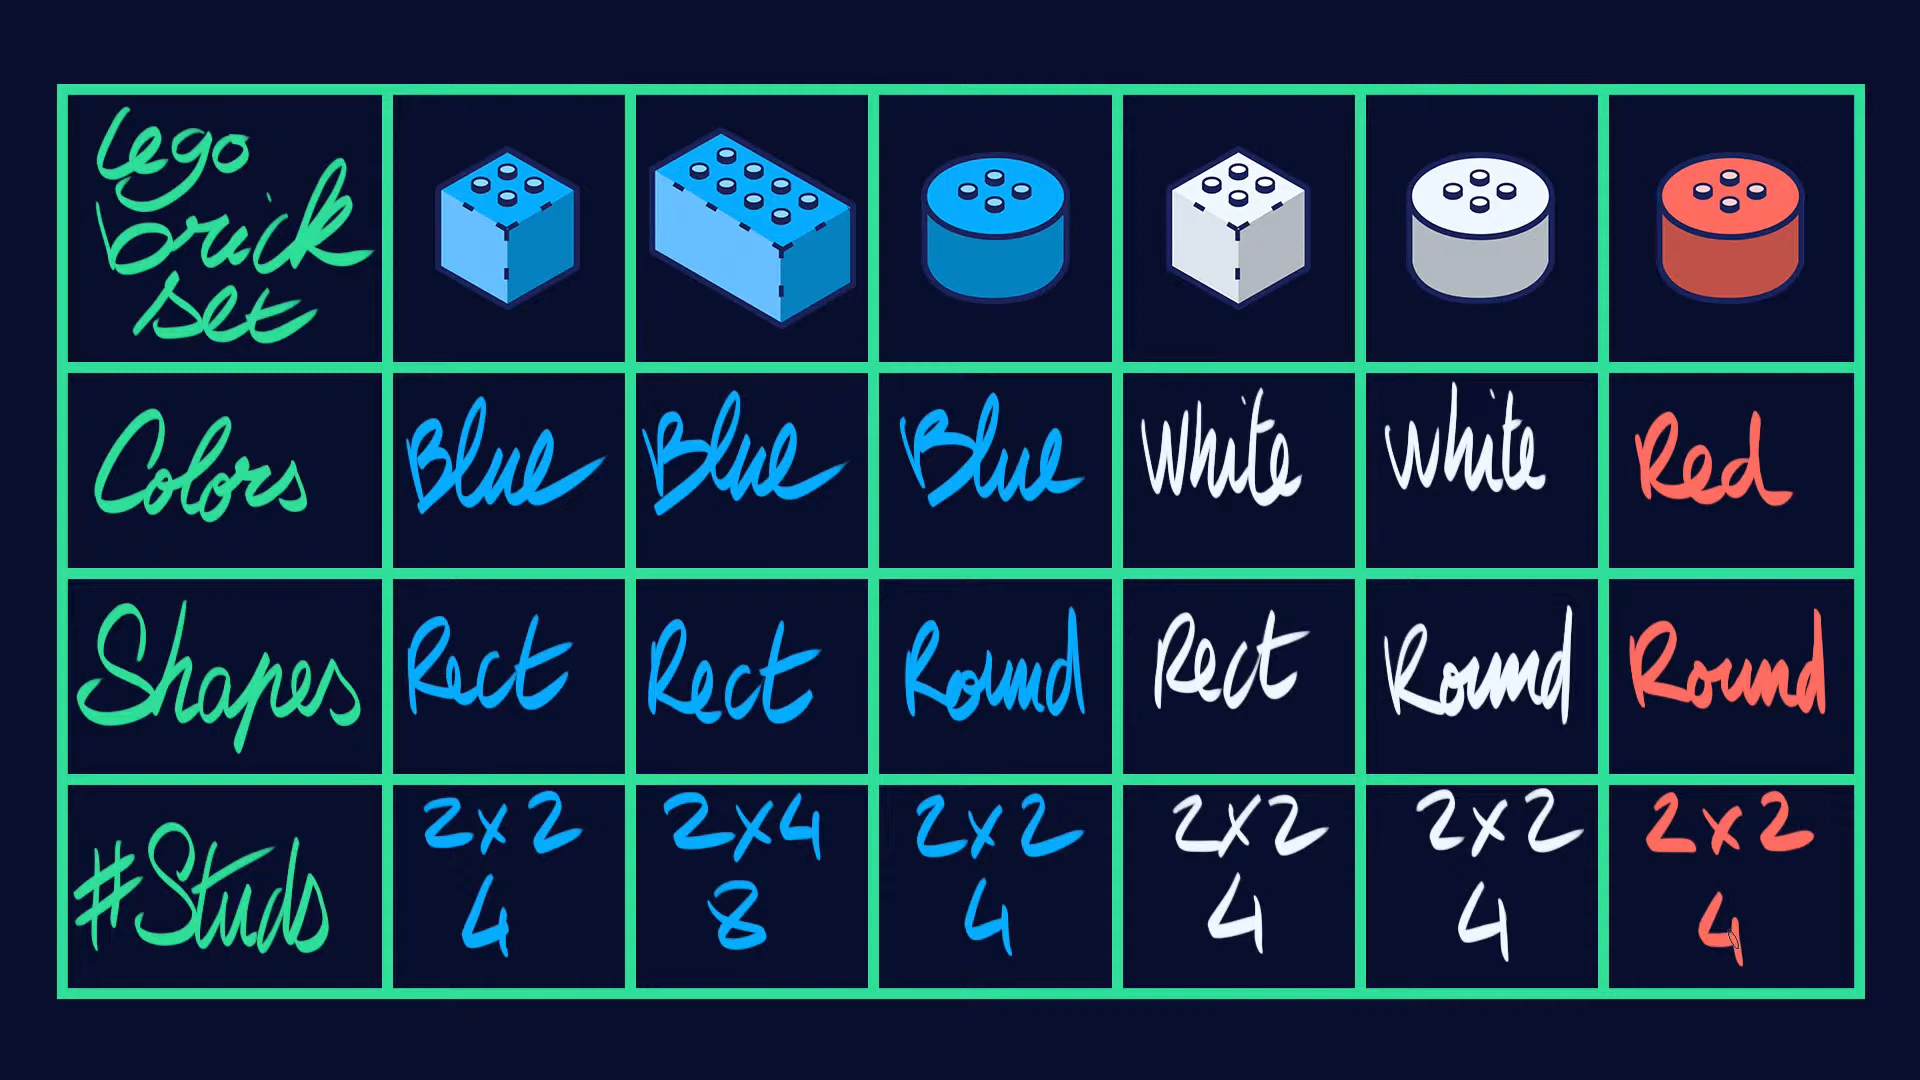 Lego
brick
set
Colors Blue Blue Blue White White Red
Shapes Rect Rect Round Rect Round Round
#Studs 2x2 2x4 2x2 2x2 2x2 2x2
4 8 4 4 4 4